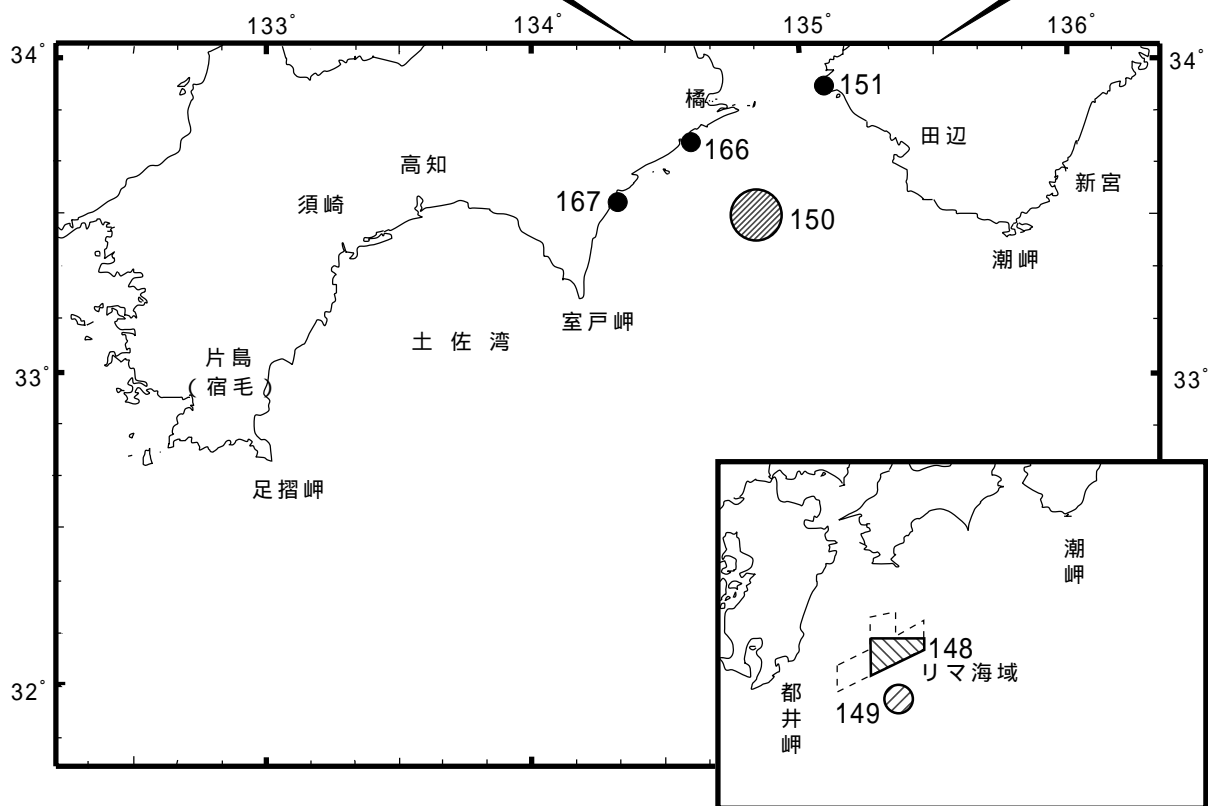 133° 134° 135° 136°
34° 34°
151
橘
田辺
166
高知
新宮
須崎
167
150
潮岬
室戸岬
土佐湾
片島
(宿毛)
33° 33°
足摺岬
潮岬
148
リマ海域
32°
都井岬
149